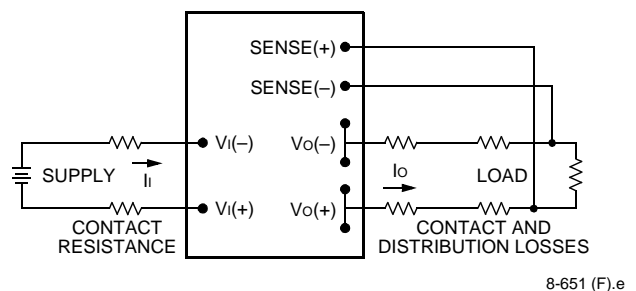 SENSE(+)
SENSE(–)
VI(–)
VO(–)
SUPPLY
II
IO
LOAD
VI(+)
VO(+)
CONTACT
RESISTANCE
CONTACT AND
DISTRIBUTION LOSSES
8-651 (F).e